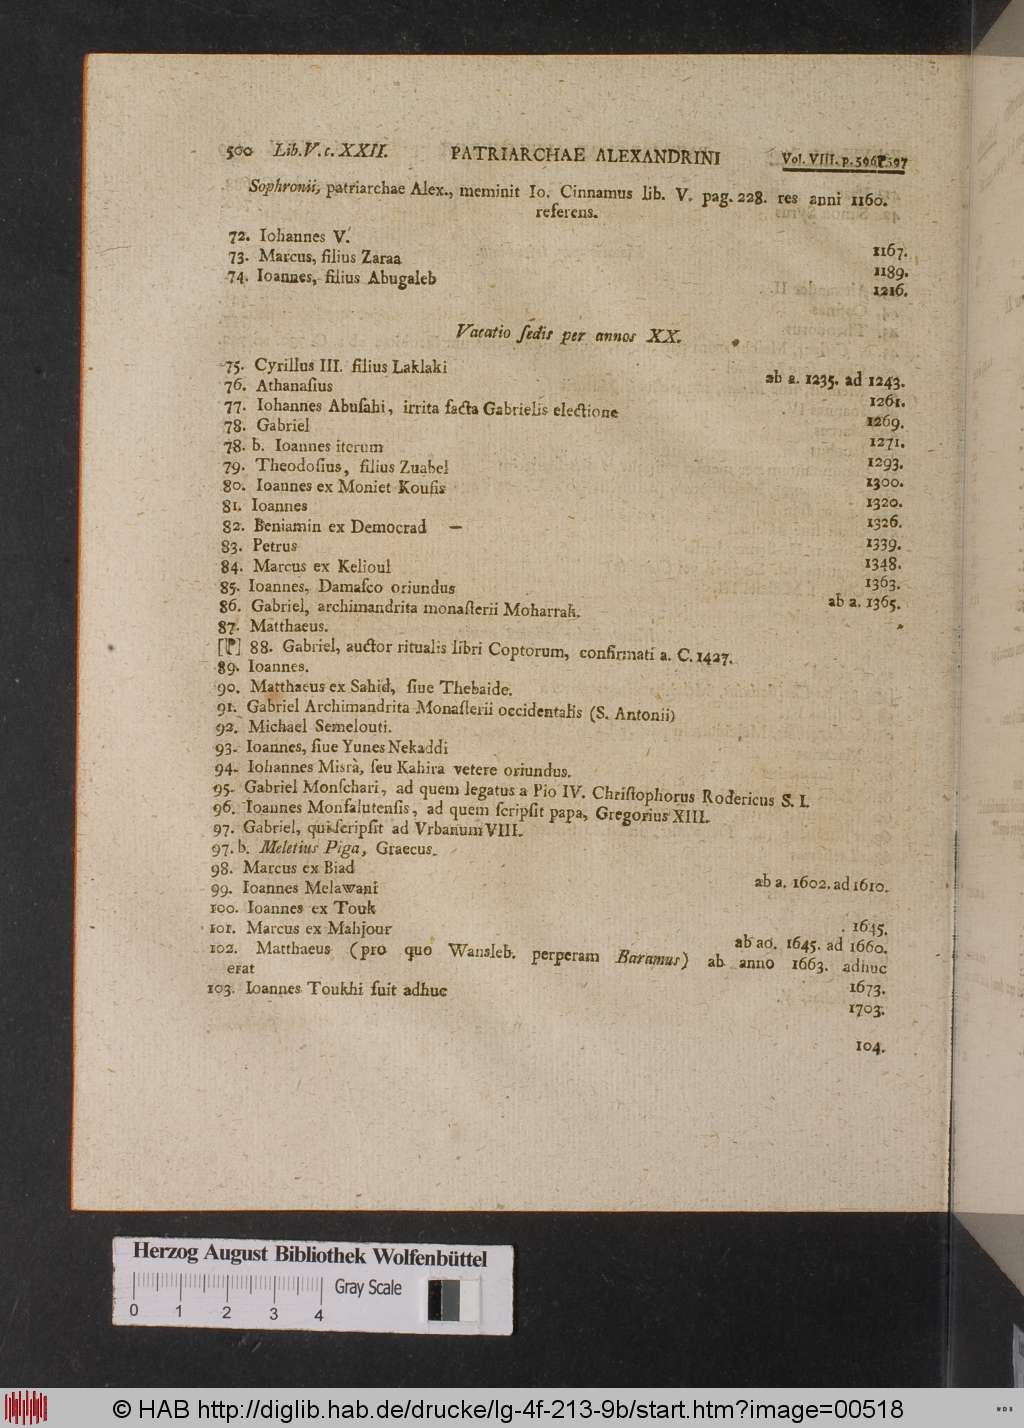 500 Lib. V. c. XXII. PATRIARCHAE ALEXANDRINI Vol. VIII. p. 596 597
Sophronii, patriarchae Alex., meminit Io. Cinnamus lib. V. pag. 228. res anni 1160.
referens.
72. Iohannes V. 1167.
73. Marcus, filius Zaraa 1189.
74. Ioannes, filius Abugaleb 1216.
Vacatio ſedis per annos XX.
75. Cyrillus III. filius Laklaki ab a. 1235. ad 1243.
76. Athanaſius 1261.
77. Iohannes Abuſahi, irrita facta Gabrielis electione 1269.
78. Gabriel 1271.
78. b. Ioannes iterum 1293.
79. Theodoſius, filius Zuabel 1300.
80. Ioannes ex Moniet Kouſis 1320.
81. Ioannes 1326.
82. Beniamin ex Democrad — 1339.
83. Petrus 1348.
84. Marcus ex Kelioul 1363.
85. Ioannes, Damaſco oriundus ab a. 1365.
86. Gabriel, archimandrita monaſterii Moharrak.
87. Matthaeus.
[P] 88. Gabriel, auctor ritualis libri Coptorum, confirmati a. C. 1427.
89. Ioannes.
90. Matthaeus ex Sahid, ſiue Thebaide.
91. Gabriel Archimandrita Monaſterii occidentalis (S. Antonii)
92. Michael Semelouti.
93. Ioannes, ſiue Yunes Nekaddi
94. Iohannes Misrà, ſeu Kahira vetere oriundus.
95. Gabriel Monſchari, ad quem legatus a Pio IV. Chriſtophorus Rodericus S. I.
96. Ioannes Monfalutenſis, ad quem ſcripſit papa, Gregorius XIII.
97. Gabriel, qui ſcripſit ad Vrbanum VIII.
97. b. Meletius Piga, Graecus.
98. Marcus ex Biad ab a. 1602. ad 1610.
99. Ioannes Melawani
100. Ioannes ex Touk 1645.
101. Marcus ex Mahjour ab ao. 1645. ad 1660.
102. Matthaeus (pro quo Wansleb. perperam Baramus) ab anno 1663. adhuc
erat 1673.
103. Ioannes Toukhi fuit adhuc 1703.
104.
Herzog August Bibliothek Wolfenbüttel
Gray Scale
0 1 2 3 4
© HAB http://diglib.hab.de/drucke/lg-4f-213-9b/start.htm?image=00518